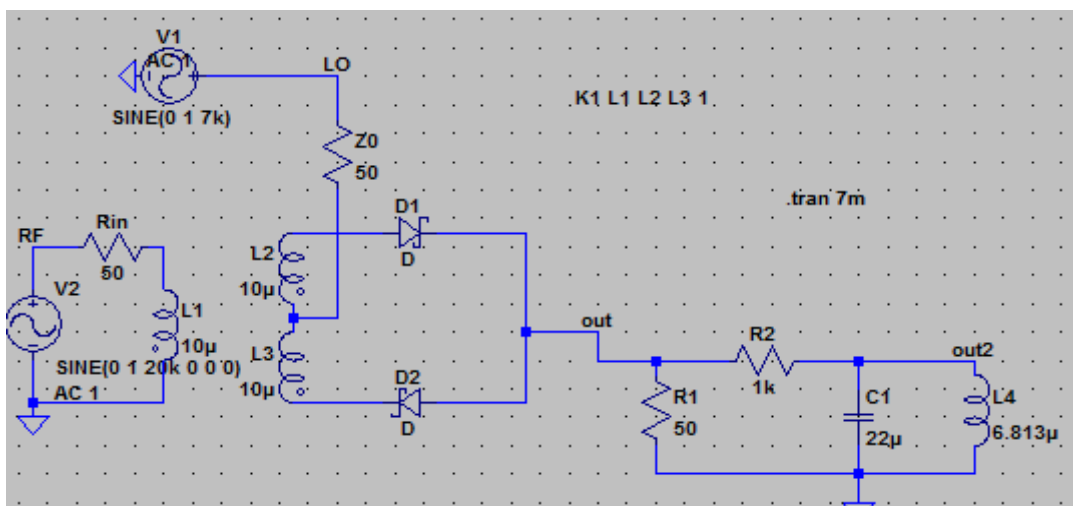 V1
AC 1
SINE(0 1 7k)
LO
K1 L1 L2 L3 1
Z0
50
.tran 7m
RF
Rin
50
V2
L1
10µ
SINE(0 1 20k 0 0 0)
AC 1
L2
10µ
L3
10µ
D1
D
D2
D
out
R1
50
R2
1k
C1
22µ
out2
L4
6.813µ